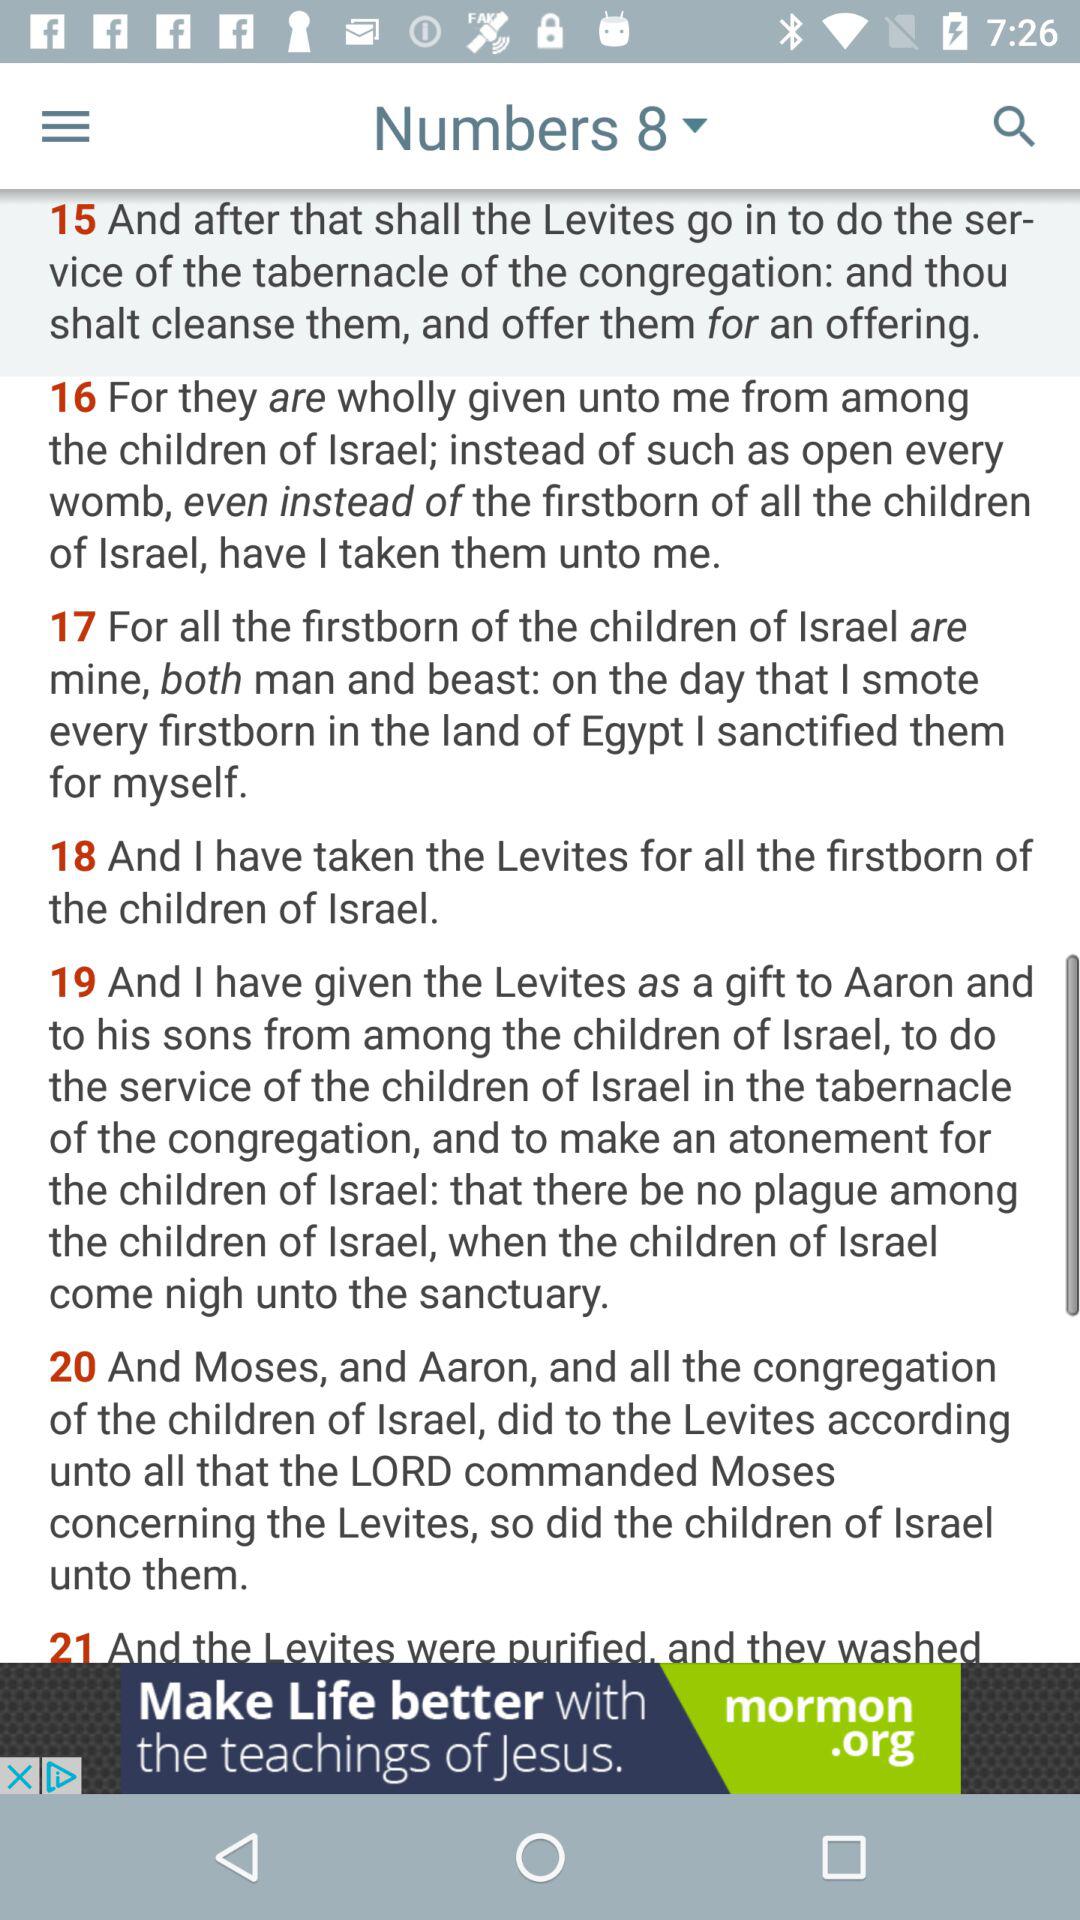 FAKE
7:26
Numbers 8
15 And after that shall the Levites go in to do the ser-
vice of the tabernacle of the congregation: and thou
shalt cleanse them, and offer them for an offering.
16 For they are wholly given unto me from among
the children of Israel; instead of such as open every
womb, even instead of the firstborn of all the children
of Israel, have I taken them unto me.
17 For all the firstborn of the children of Israel are
mine, both man and beast: on the day that I smote
every firstborn in the land of Egypt I sanctified them
for myself.
18 And I have taken the Levites for all the firstborn of
the children of Israel.
19 And I have given the Levites as a gift to Aaron and
to his sons from among the children of Israel, to do
the service of the children of Israel in the tabernacle
of the congregation, and to make an atonement for
the children of Israel: that there be no plague among
the children of Israel, when the children of Israel
come nigh unto the sanctuary.
20 And Moses, and Aaron, and all the congregation
of the children of Israel, did to the Levites according
unto all that the LORD commanded Moses
concerning the Levites, so did the children of Israel
unto them.
21 And the Levites were purified, and they washed
Make Life better with
the teachings of Jesus.
mormon
.org